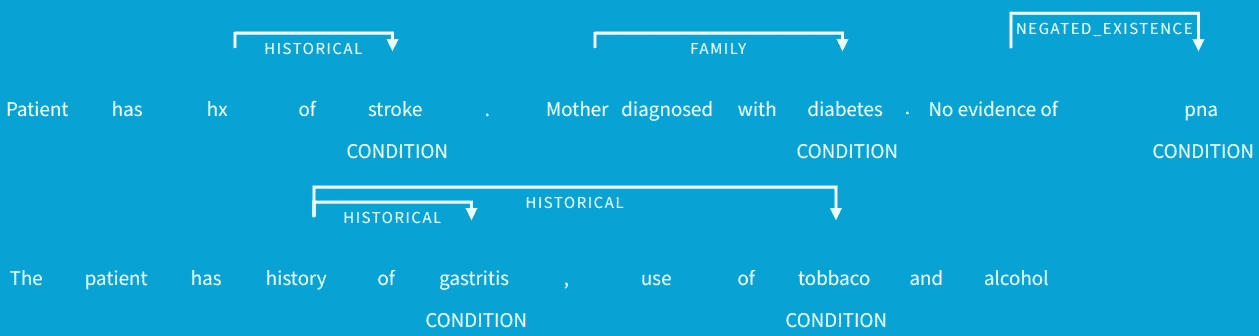 HISTORICAL FAMILY NEGATED_EXISTENCE
Patient has hx of stroke . Mother diagnosed with diabetes . No evidence of pna
CONDITION CONDITION CONDITION
HISTORICAL
HISTORICAL
The patient has history of gastritis , use of tobbaco and alcohol
CONDITION CONDITION